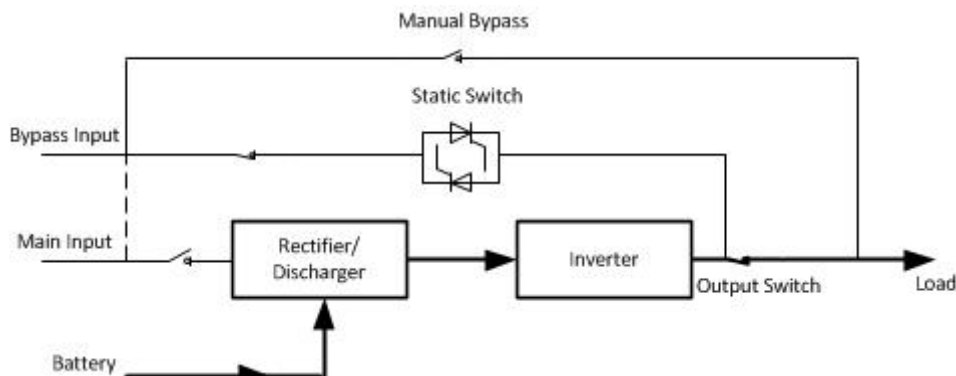 Manual Bypass
Static Switch
Bypass Input
Main Input
Rectifier/
Discharger
Inverter
Output Switch
Load
Battery